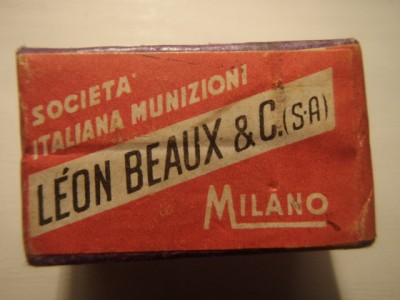 SOCIETA'
ITALIANA MUNIZIONI
LÉON BEAUX & C. (S·A)
MILANO